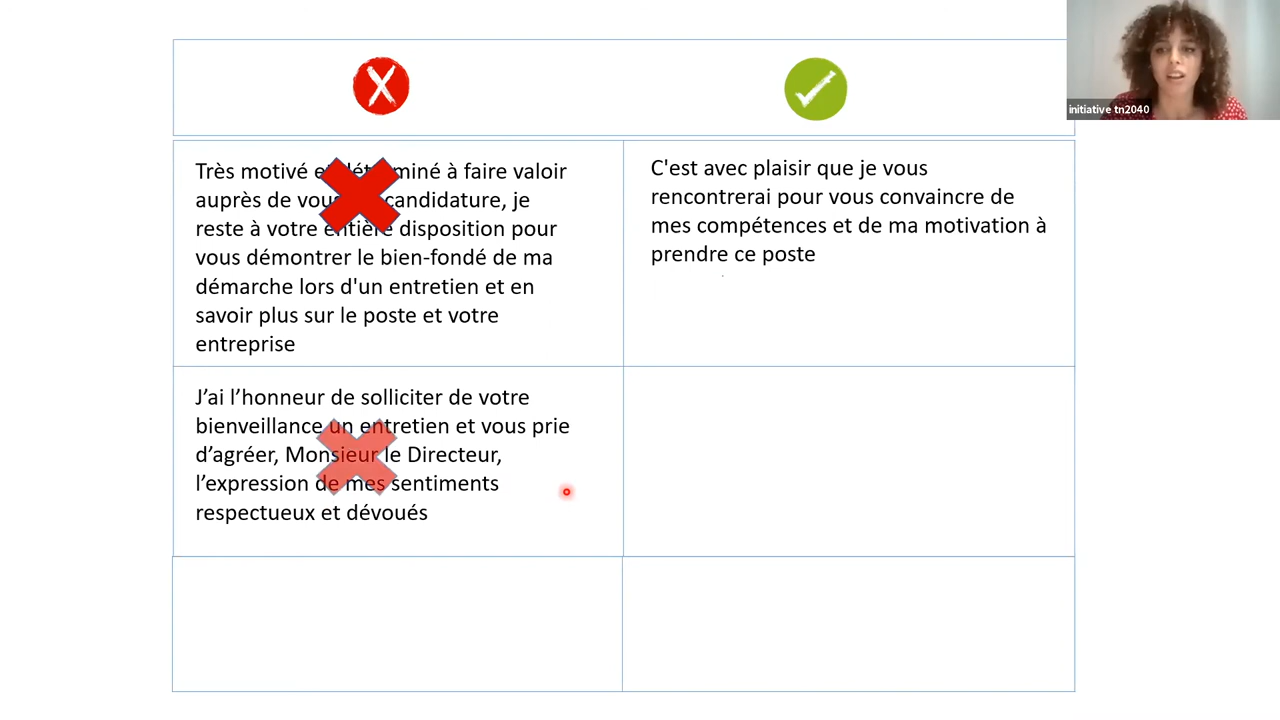 initiative tn2040
Très motivé et déterminé à faire valoir
auprès de vous candidature, je
reste à votre entière disposition pour
vous démontrer le bien-fondé de ma
démarche lors d'un entretien et en
savoir plus sur le poste et votre
entreprise
C'est avec plaisir que je vous
rencontrerai pour vous convaincre de
mes compétences et de ma motivation à
prendre ce poste
J’ai l’honneur de solliciter de votre
bienveillance un entretien et vous prie
d’agréer, Monsieur le Directeur,
l’expression de mes sentiments
respectueux et dévoués